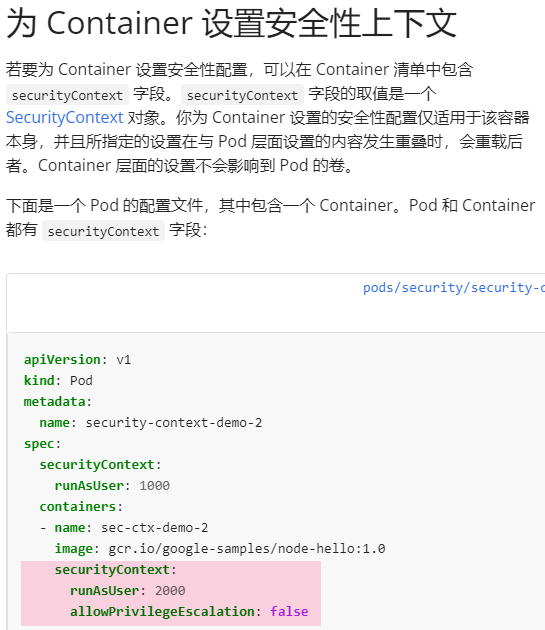 为 Container 设置安全性上下文
若要为 Container 设置安全性配置，可以在 Container 清单中包含
securityContext 字段。securityContext 字段的取值是一个
SecurityContext 对象。你为 Container 设置的安全性配置仅适用于该容器
本身，并且所指定的设置在与 Pod 层面设置的内容发生重叠时，会重载后
者。Container 层面的设置不会影响到 Pod 的卷。
下面是一个 Pod 的配置文件，其中包含一个 Container。Pod 和 Container
都有 securityContext 字段：
pods/security/security-c
apiVersion: v1
kind: Pod
metadata:
  name: security-context-demo-2
spec:
  securityContext:
    runAsUser: 1000
  containers:
  - name: sec-ctx-demo-2
    image: gcr.io/google-samples/node-hello:1.0
    securityContext:
      runAsUser: 2000
      allowPrivilegeEscalation: false